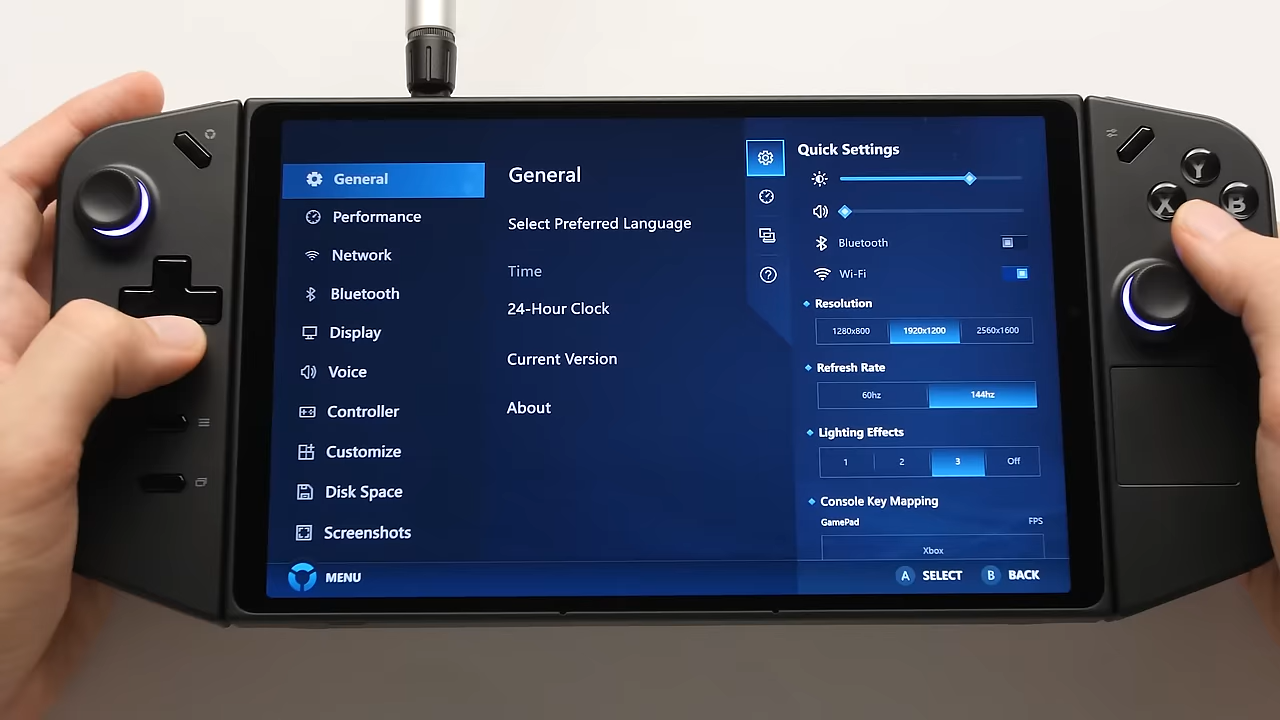 General
Performance
Network
Bluetooth
Display
Voice
Controller
Customize
Disk Space
Screenshots
General
Select Preferred Language
Time
24-Hour Clock
Current Version
About
Quick Settings
Bluetooth
Wi-Fi
Resolution
1280x800 1920x1200 2560x1600
Refresh Rate
60hz 144hz
Lighting Effects
1 2 3 Off
Console Key Mapping
GamePad FPS
Xbox
MENU
A SELECT B BACK
Y
X B